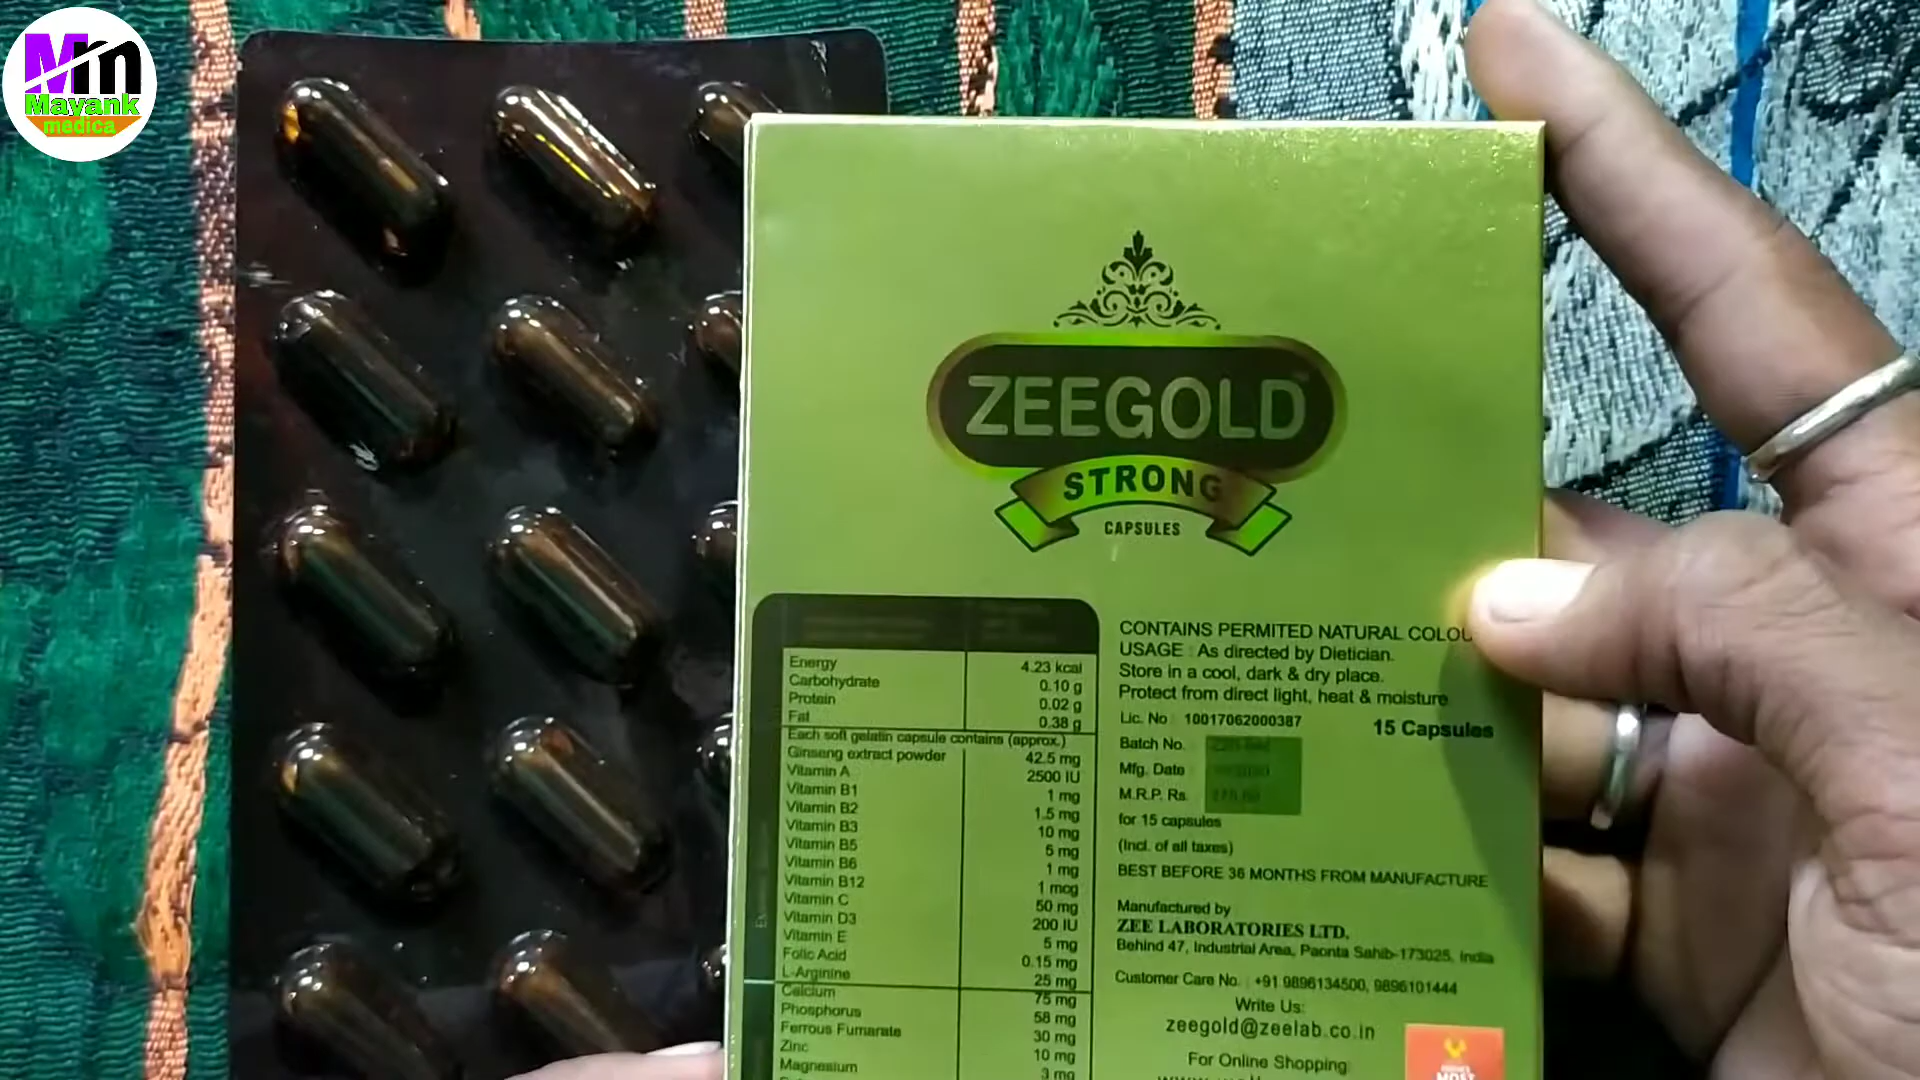 Mm
Mayank
medica
ZEEGOLD
STRONG
CAPSULES
Energy 4.23 kcal
Carbohydrate 0.10 g
Protein 0.02 g
Fat 0.38 g
Each soft gelatin capsule contains (approx.)
Ginseng extract powder 42.5 mg
Vitamin A 2500 IU
Vitamin B1 1 mg
Vitamin B2 1.5 mg
Vitamin B3 10 mg
Vitamin B5 5 mg
Vitamin B6 1 mg
Vitamin B12 1 mcg
Vitamin C 50 mg
Vitamin D3 200 IU
Vitamin E 5 mg
Folic Acid 0.15 mg
L-Arginine 25 mg
Calcium 75 mg
Phosphorus 58 mg
Ferrous Fumarate 30 mg
Zinc 10 mg
Magnesium 3 mg
CONTAINS PERMITED NATURAL
USAGE : As directed by Dietician.
Store in a cool, dark & dry place.
Protect from direct light, heat & moisture
Lic. No : 10017062000387
15 Capsules
Batch No. :
Mfg. Date :
M.R.P. Rs. :
for 15 capsules
(Incl. of all taxes)
BEST BEFORE 36 MONTHS FROM MANUFACTURE
Manufactured by
ZEE LABORATORIES LTD.
Behind 47, Industrial Area, Paonta Sahib-173025. India
Customer Care No. : +91 9896134500, 9896101444
Write Us:
zeegold@zeelab.co.in
For Online Shopping:
MOST